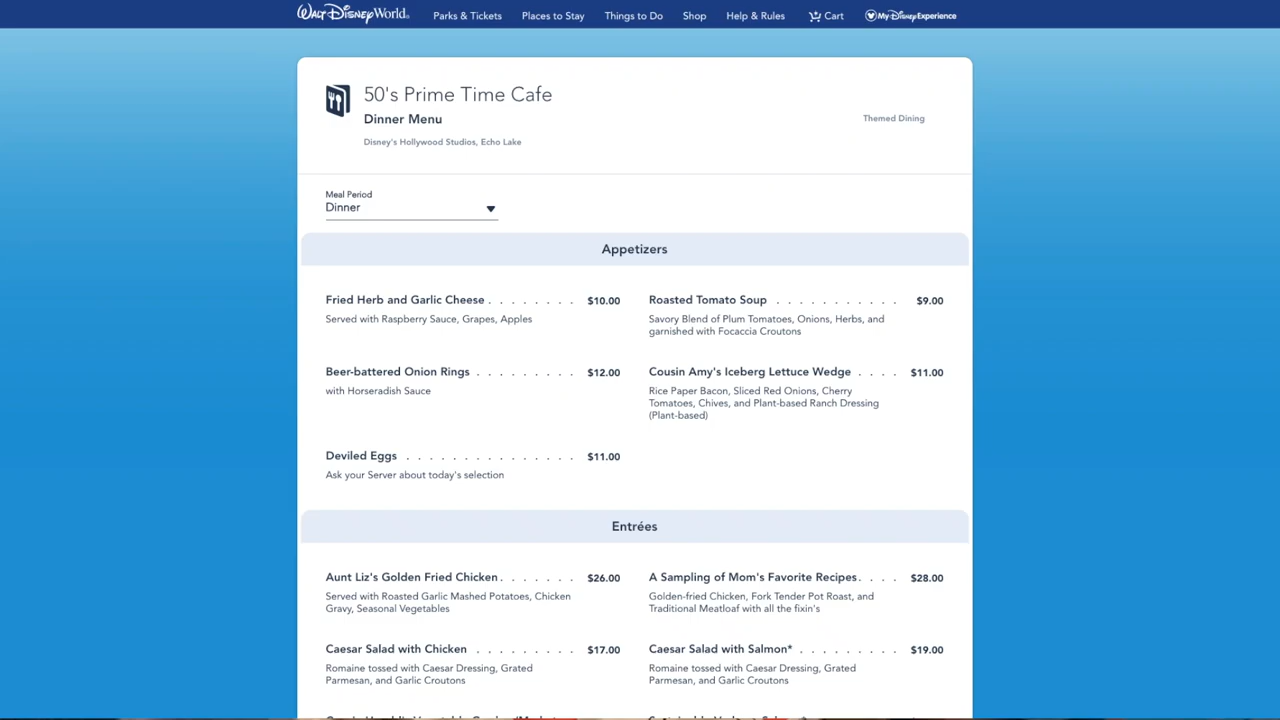 Walt Disney World. Parks & Tickets Places to Stay Things to Do Shop Help & Rules Cart My Disney Experience
50's Prime Time Cafe
Dinner Menu
Themed Dining
Disney's Hollywood Studios, Echo Lake
Meal Period
Dinner
Appetizers
Fried Herb and Garlic Cheese . . . . . . . . $10.00
Served with Raspberry Sauce, Grapes, Apples
Roasted Tomato Soup . . . . . . . . . . . $9.00
Savory Blend of Plum Tomatoes, Onions, Herbs, and
garnished with Focaccia Croutons
Beer-battered Onion Rings . . . . . . . . . $12.00
with Horseradish Sauce
Cousin Amy's Iceberg Lettuce Wedge . . . . $11.00
Rice Paper Bacon, Sliced Red Onions, Cherry
Tomatoes, Chives, and Plant-based Ranch Dressing
(Plant-based)
Deviled Eggs . . . . . . . . . . . . . . . $11.00
Ask your Server about today's selection
Entrées
Aunt Liz's Golden Fried Chicken . . . . . . . $26.00
Served with Roasted Garlic Mashed Potatoes, Chicken
Gravy, Seasonal Vegetables
A Sampling of Mom's Favorite Recipes . . . . $28.00
Golden-fried Chicken, Fork Tender Pot Roast, and
Traditional Meatloaf with all the fixin's
Caesar Salad with Chicken . . . . . . . . . $17.00
Romaine tossed with Caesar Dressing, Grated
Parmesan, and Garlic Croutons
Caesar Salad with Salmon* . . . . . . . . . $19.00
Romaine tossed with Caesar Dressing, Grated
Parmesan, and Garlic Croutons